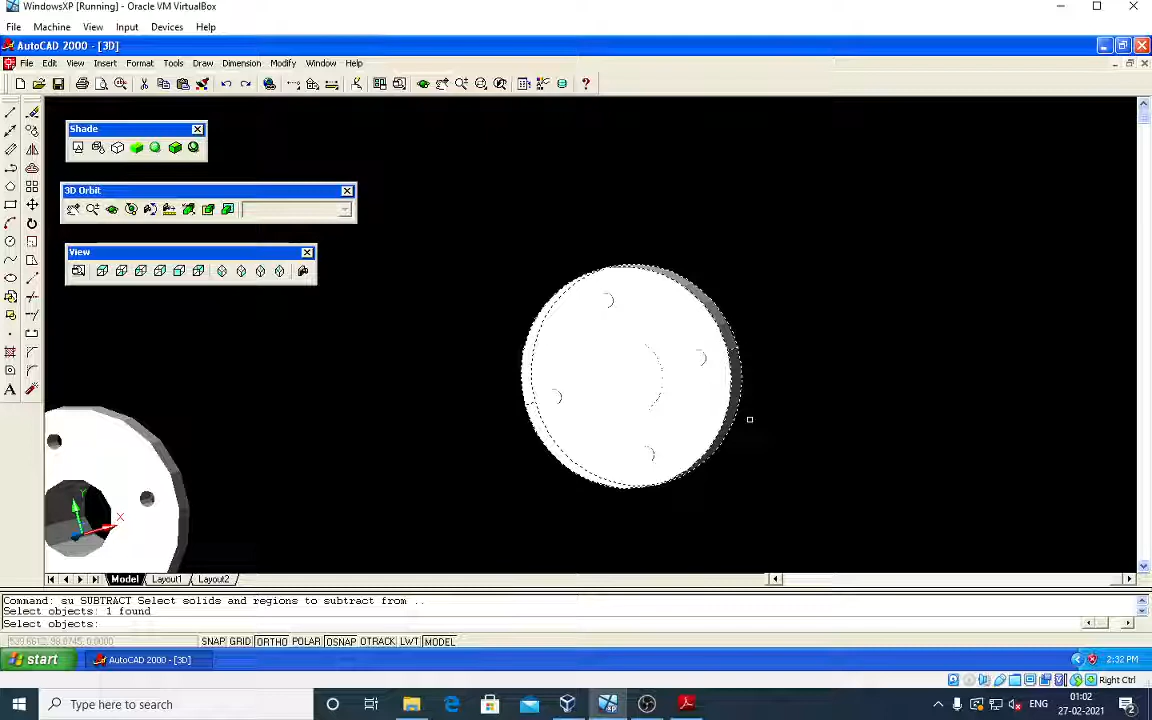 WindowsXP [Running] - Oracle VM VirtualBox
File Machine View Input Devices Help
AutoCAD 2000 - [3D]
File Edit View Insert Format Tools Draw Dimension Modify Window Help
Shade
3D Orbit
View
Y
X
Model Layout1 Layout2
Command: su SUBTRACT Select solids and regions to subtract from ..
Select objects: 1 found
Select objects:
SNAP GRID ORTHO POLAR OSNAP OTRACK LWT MODEL
start AutoCAD 2000 - [3D] 2:32 PM
Right Ctrl
Type here to search ENG 01:02
27-02-2021